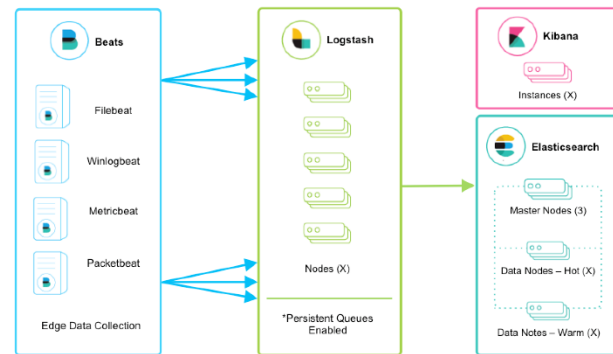 Beats
Filebeat
Winlogbeat
Metricbeat
Packetbeat
Edge Data Collection
Logstash
Nodes (X)
*Persistent Queues
Enabled
Kibana
Instances (X)
Elasticsearch
Master Nodes (3)
Data Nodes – Hot (X)
Data Notes – Warm (X)